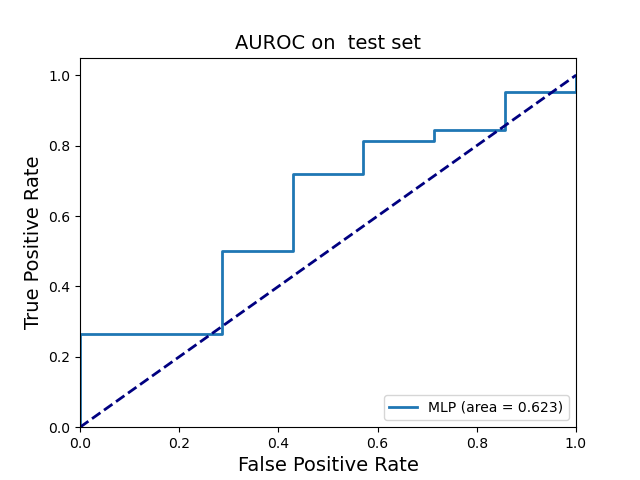 AUROC on  test set
True Positive Rate
1.0
0.8
0.6
0.4
0.2
0.0
MLP (area = 0.623)
0.0 0.2 0.4 0.6 0.8 1.0
False Positive Rate